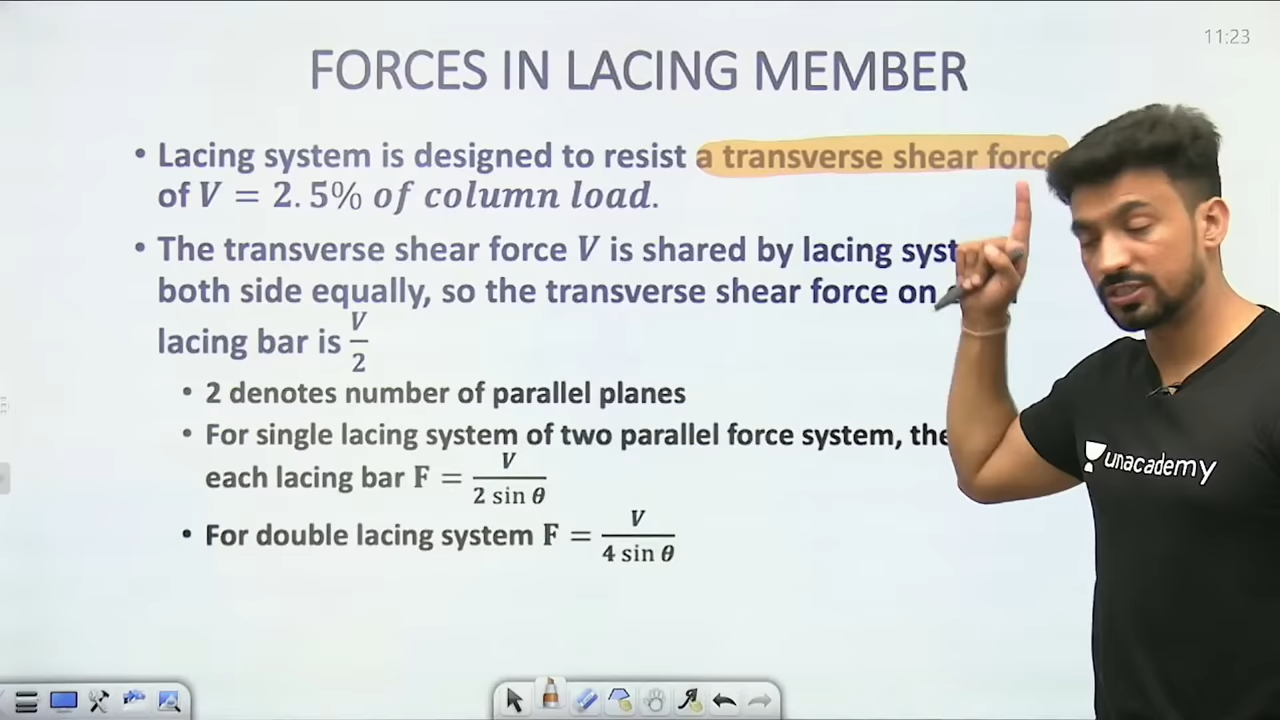 11:23
FORCES IN LACING MEMBER
• Lacing system is designed to resist a transverse shear force
of V = 2.5% of column load.
• The transverse shear force V is shared by lacing
both side equally, so the transverse shear force on
lacing bar is V/2
• 2 denotes number of parallel planes
• For single lacing system of two parallel force system,
each lacing bar F = V/(2 sin θ)
• For double lacing system F = V/(4 sin θ)
unacademy